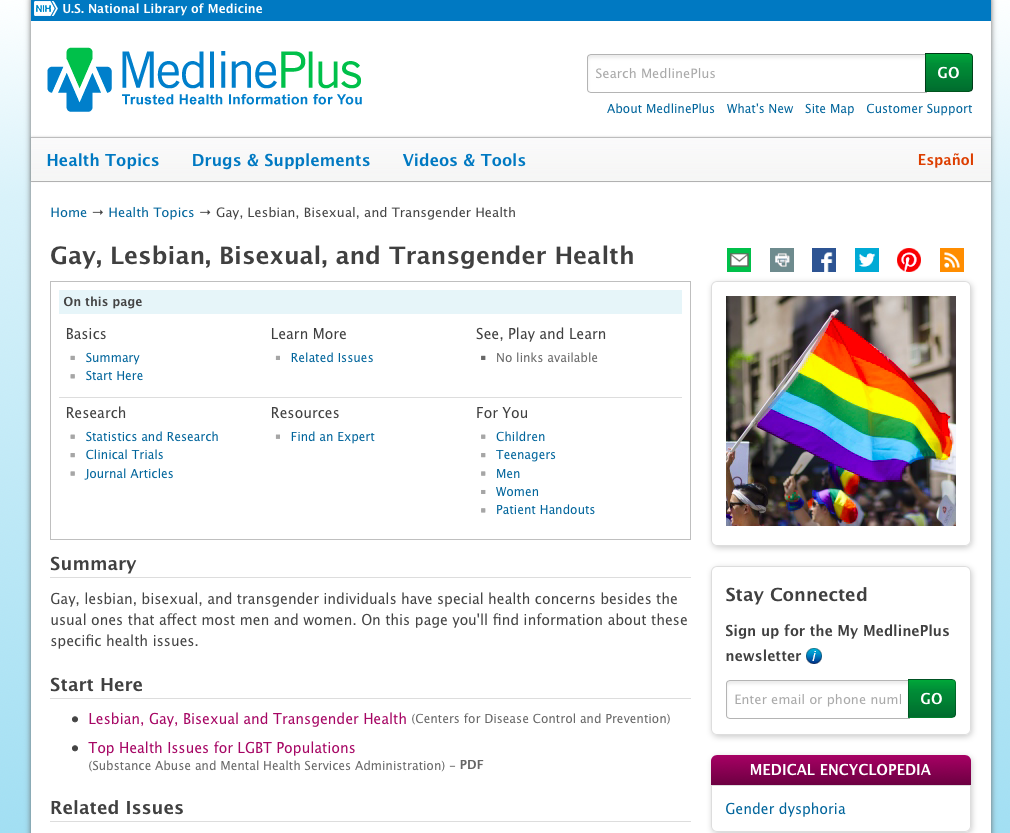 NIH U.S. National Library of Medicine
MedlinePlus
Trusted Health Information for You
Search MedlinePlus
GO
About MedlinePlus What's New Site Map Customer Support
Health Topics Drugs & Supplements Videos & Tools Español
Home → Health Topics → Gay, Lesbian, Bisexual, and Transgender Health
Gay, Lesbian, Bisexual, and Transgender Health
On this page
Basics
Summary
Start Here
Learn More
Related Issues
See, Play and Learn
No links available
Research
Statistics and Research
Clinical Trials
Journal Articles
Resources
Find an Expert
For You
Children
Teenagers
Men
Women
Patient Handouts
Summary
Gay, lesbian, bisexual, and transgender individuals have special health concerns besides the
usual ones that affect most men and women. On this page you'll find information about these
specific health issues.
Start Here
Lesbian, Gay, Bisexual and Transgender Health (Centers for Disease Control and Prevention)
Top Health Issues for LGBT Populations
(Substance Abuse and Mental Health Services Administration) – PDF
Related Issues
Stay Connected
Sign up for the My MedlinePlus
newsletter i
Enter email or phone numl
GO
MEDICAL ENCYCLOPEDIA
Gender dysphoria